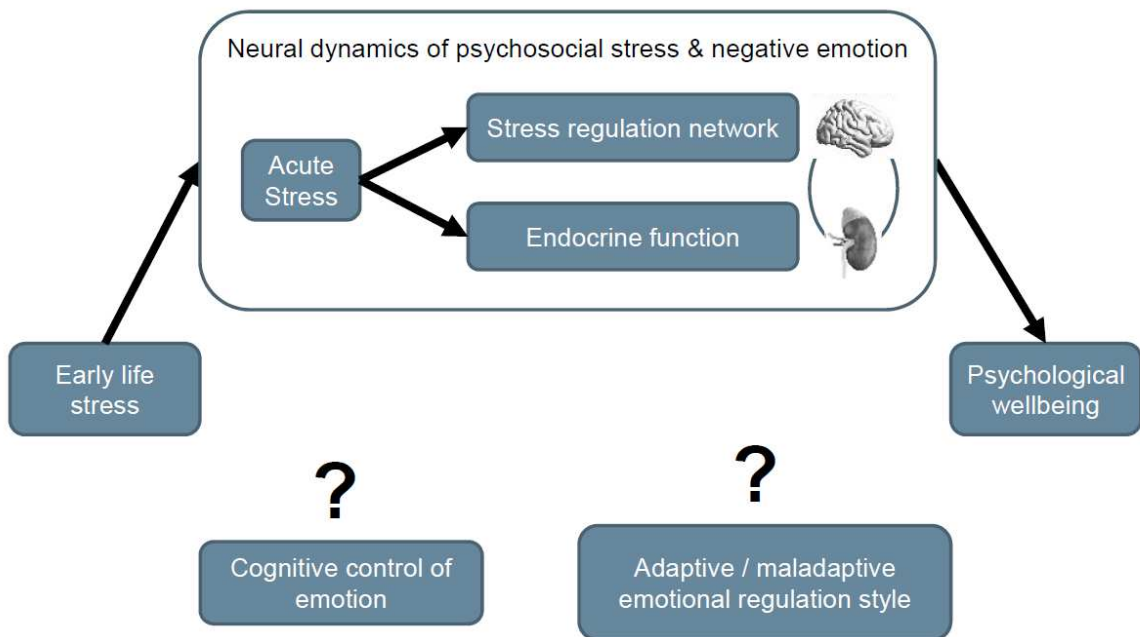 Neural dynamics of psychosocial stress & negative emotion
Stress regulation network
Acute
Stress
Endocrine function
Early life
stress
Psychological
wellbeing
?
?
Cognitive control of
emotion
Adaptive / maladaptive
emotional regulation style